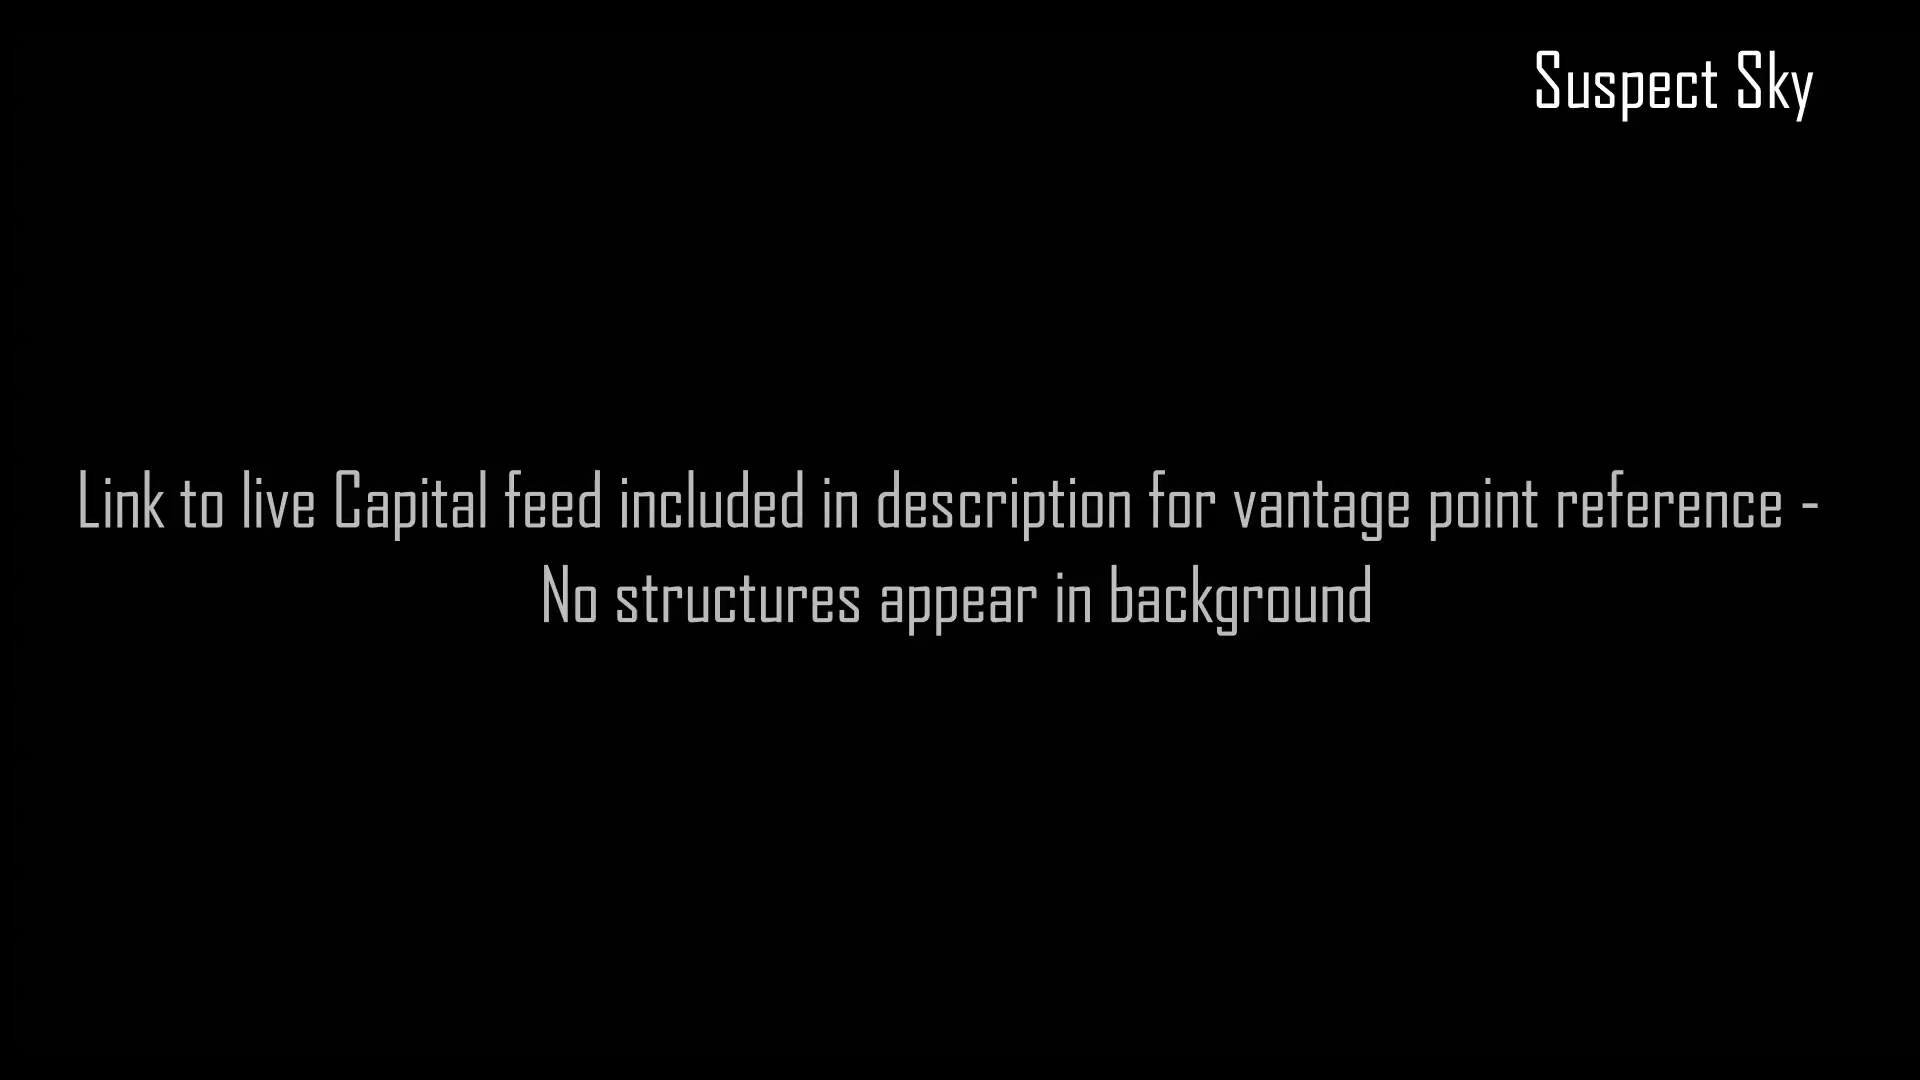 Suspect Sky
Link to live Capital feed included in description for vantage point reference -
No structures appear in background